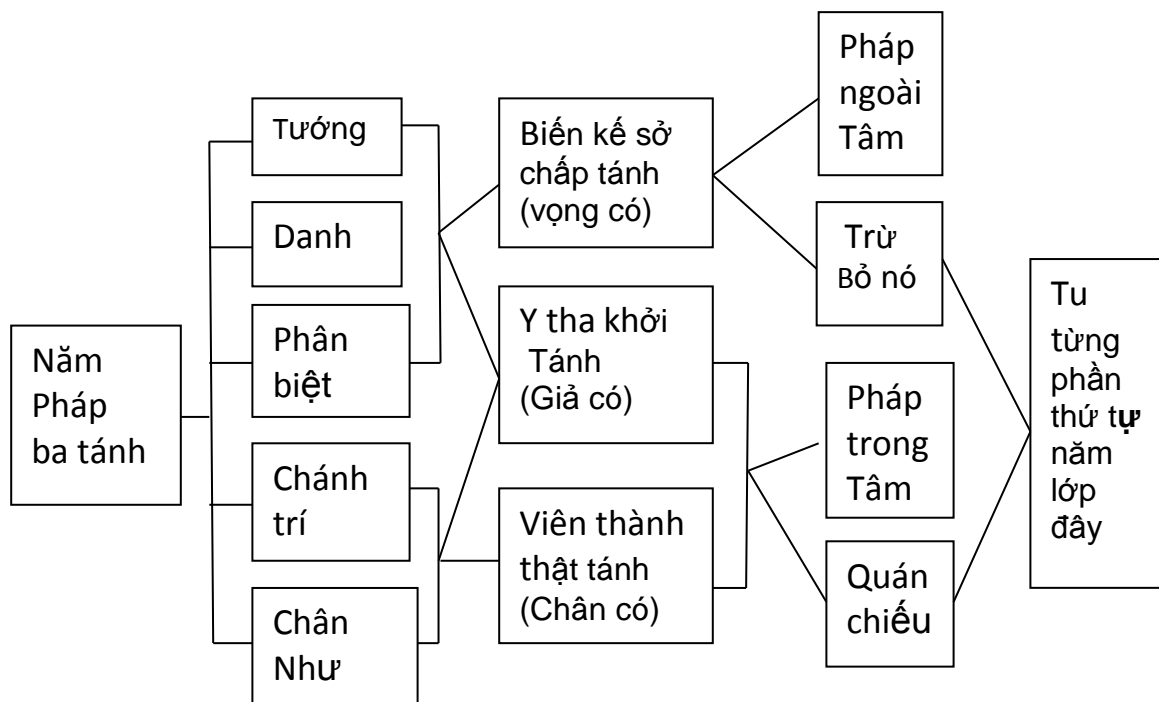 Năm
Pháp
ba tánh
Tướng
Danh
Phân
biệt
Chánh
trí
Chân
Như
Biến kế sở
chấp tánh
(vọng có)
Y tha khởi
Tánh
(Giả có)
Viên thành
thật tánh
(Chân có)
Pháp
ngoài
Tâm
Trừ
Bỏ nó
Pháp
trong
Tâm
Quán
chiếu
Tu
từng
phần
thứ tự
năm
lớp
đây